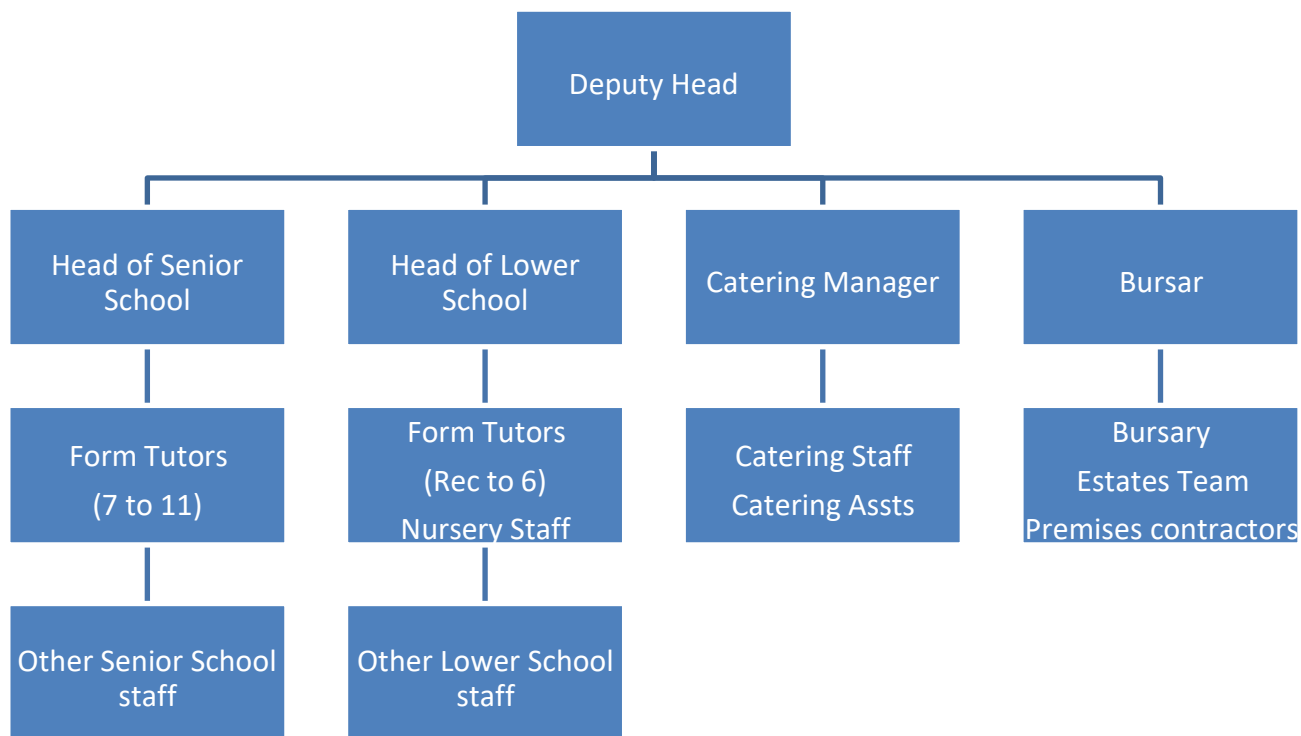 Deputy Head
Head of Senior
School
Head of Lower
School
Catering Manager
Bursar
Form Tutors
(7 to 11)
Form Tutors
(Rec to 6)
Nursery Staff
Catering Staff
Catering Assts
Bursary
Estates Team
Premises contractors
Other Senior School
staff
Other Lower School
staff